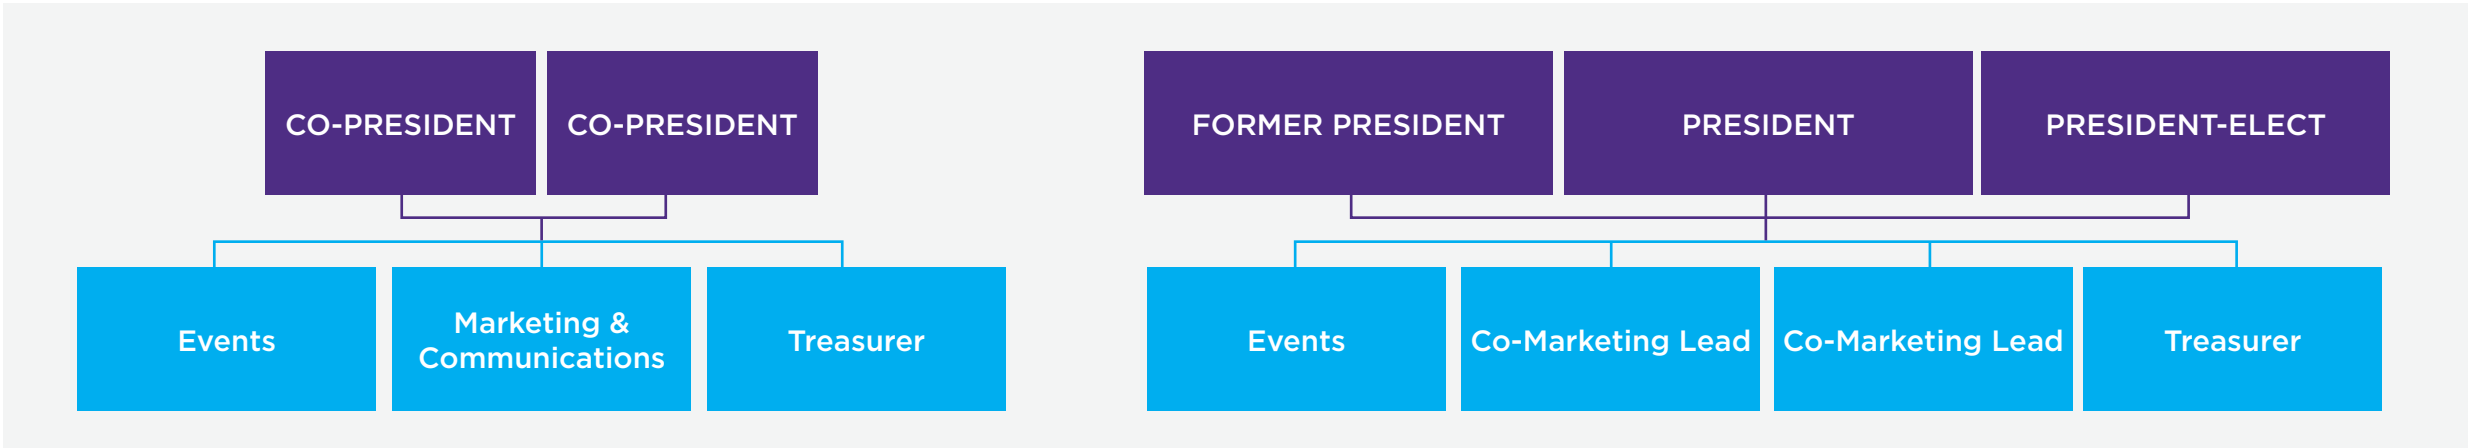 CO-PRESIDENT
CO-PRESIDENT
FORMER PRESIDENT
PRESIDENT
PRESIDENT-ELECT
Events
Marketing &
Communications
Treasurer
Events
Co-Marketing Lead
Co-Marketing Lead
Treasurer